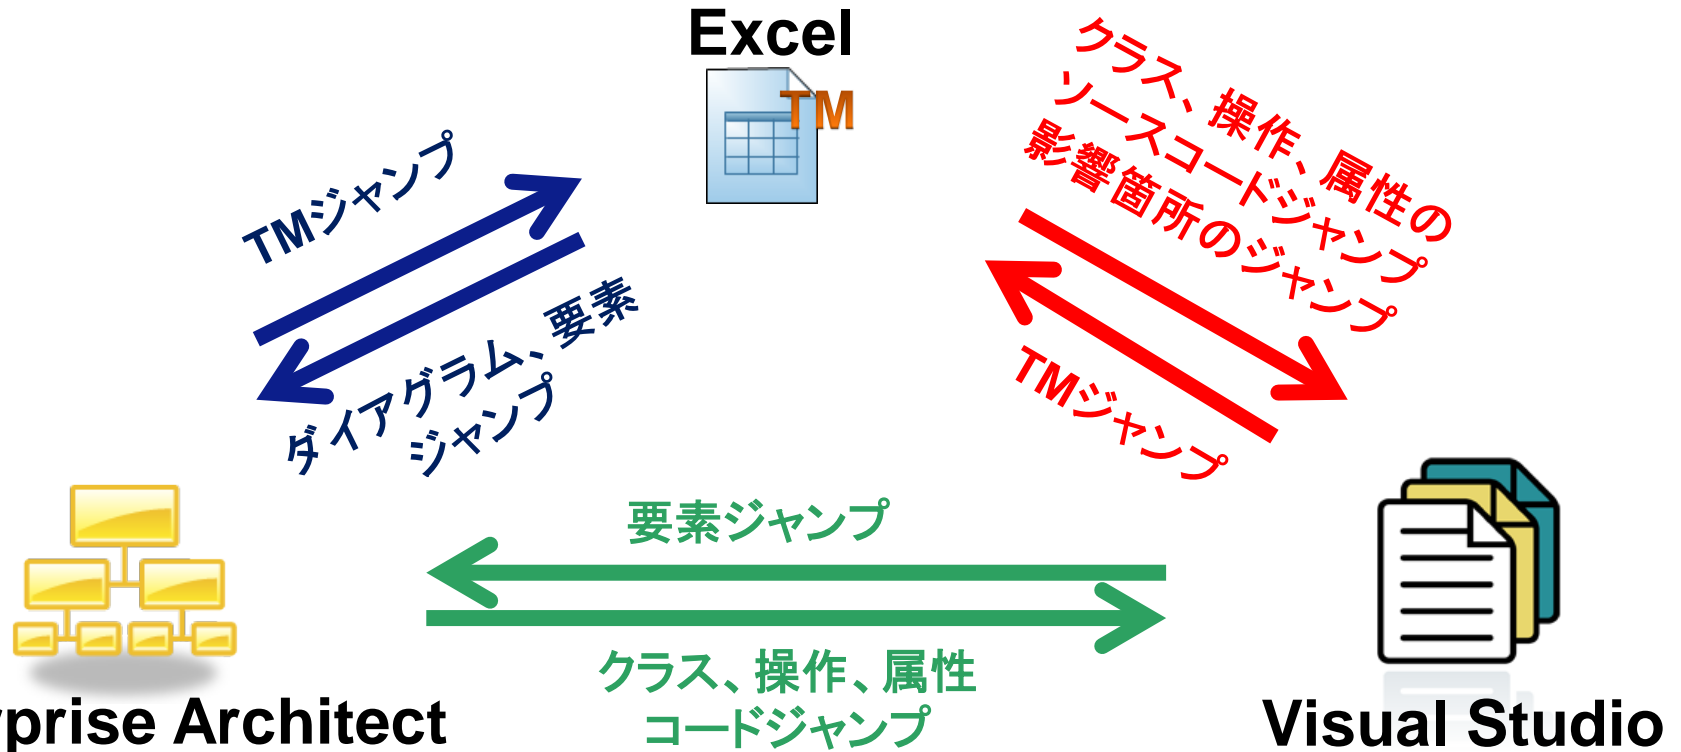 Excel
TM
クラス、操作、属性の
ソースコードジャンプ
影響箇所のジャンプ
TMジャンプ
ダイアグラム、要素
ジャンプ
TMジャンプ
要素ジャンプ
クラス、操作、属性
コードジャンプ
rprise Architect
Visual Studio